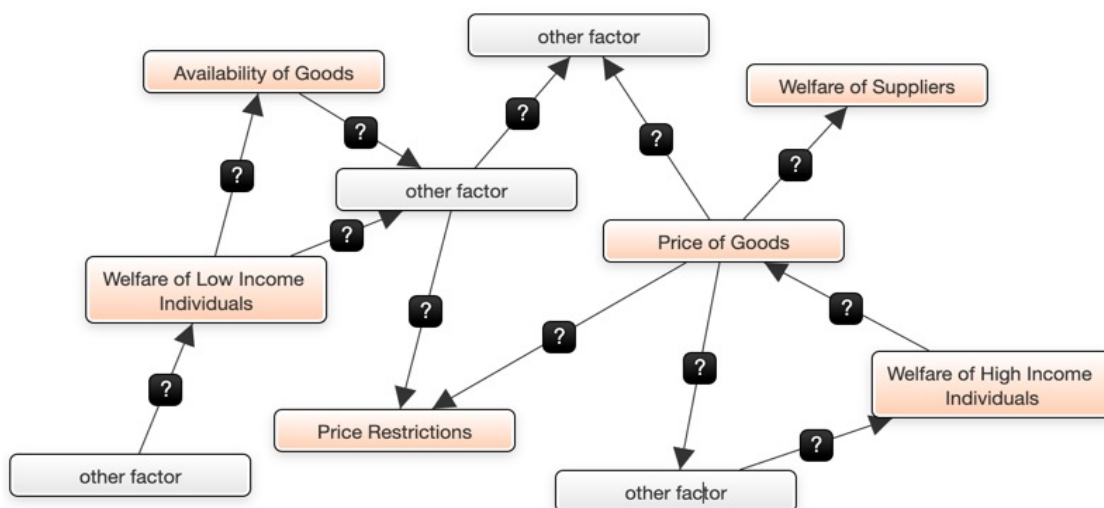 other factor
Availability of Goods
?
Welfare of Suppliers
?
?
?
?
?
other factor
?
Price of Goods
Welfare of Low Income
Individuals
?
?
?
?
Welfare of High Income
Individuals
?
Price Restrictions
?
other factor
other factor